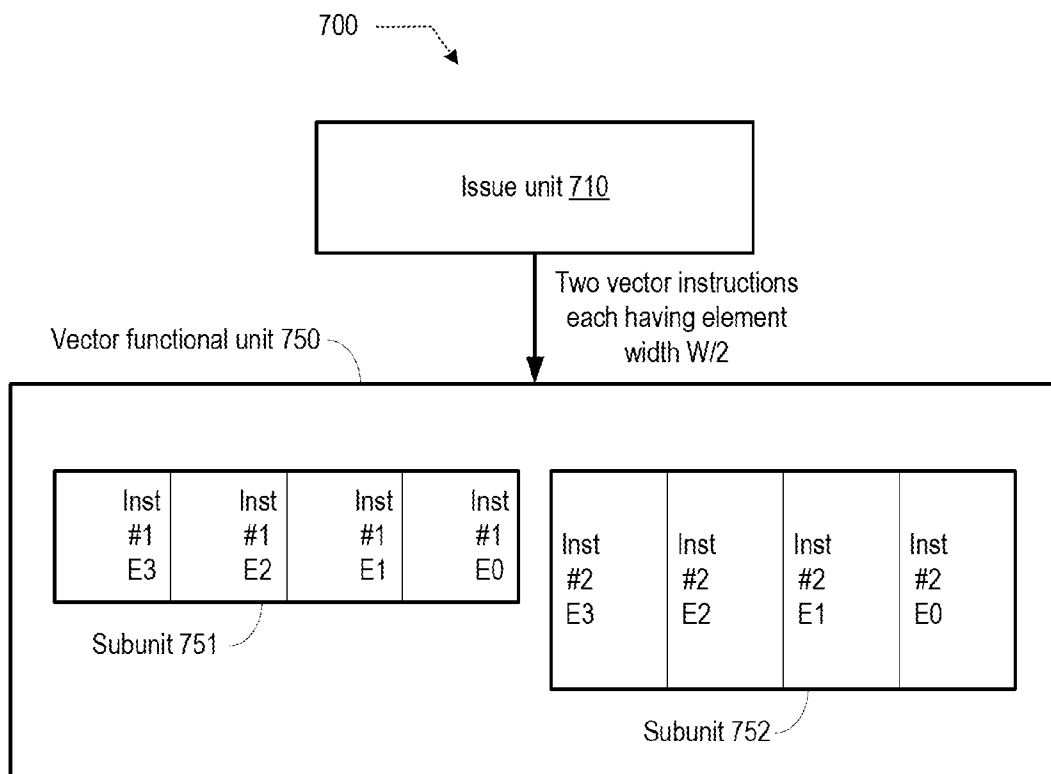 700
Issue unit 710
Two vector instructions
each having element
width W/2
Vector functional unit 750
Inst Inst Inst Inst
#1 #1 #1 #1
E3 E2 E1 E0
Inst Inst Inst Inst
#2 #2 #2 #2
E3 E2 E1 E0
Subunit 751
Subunit 752